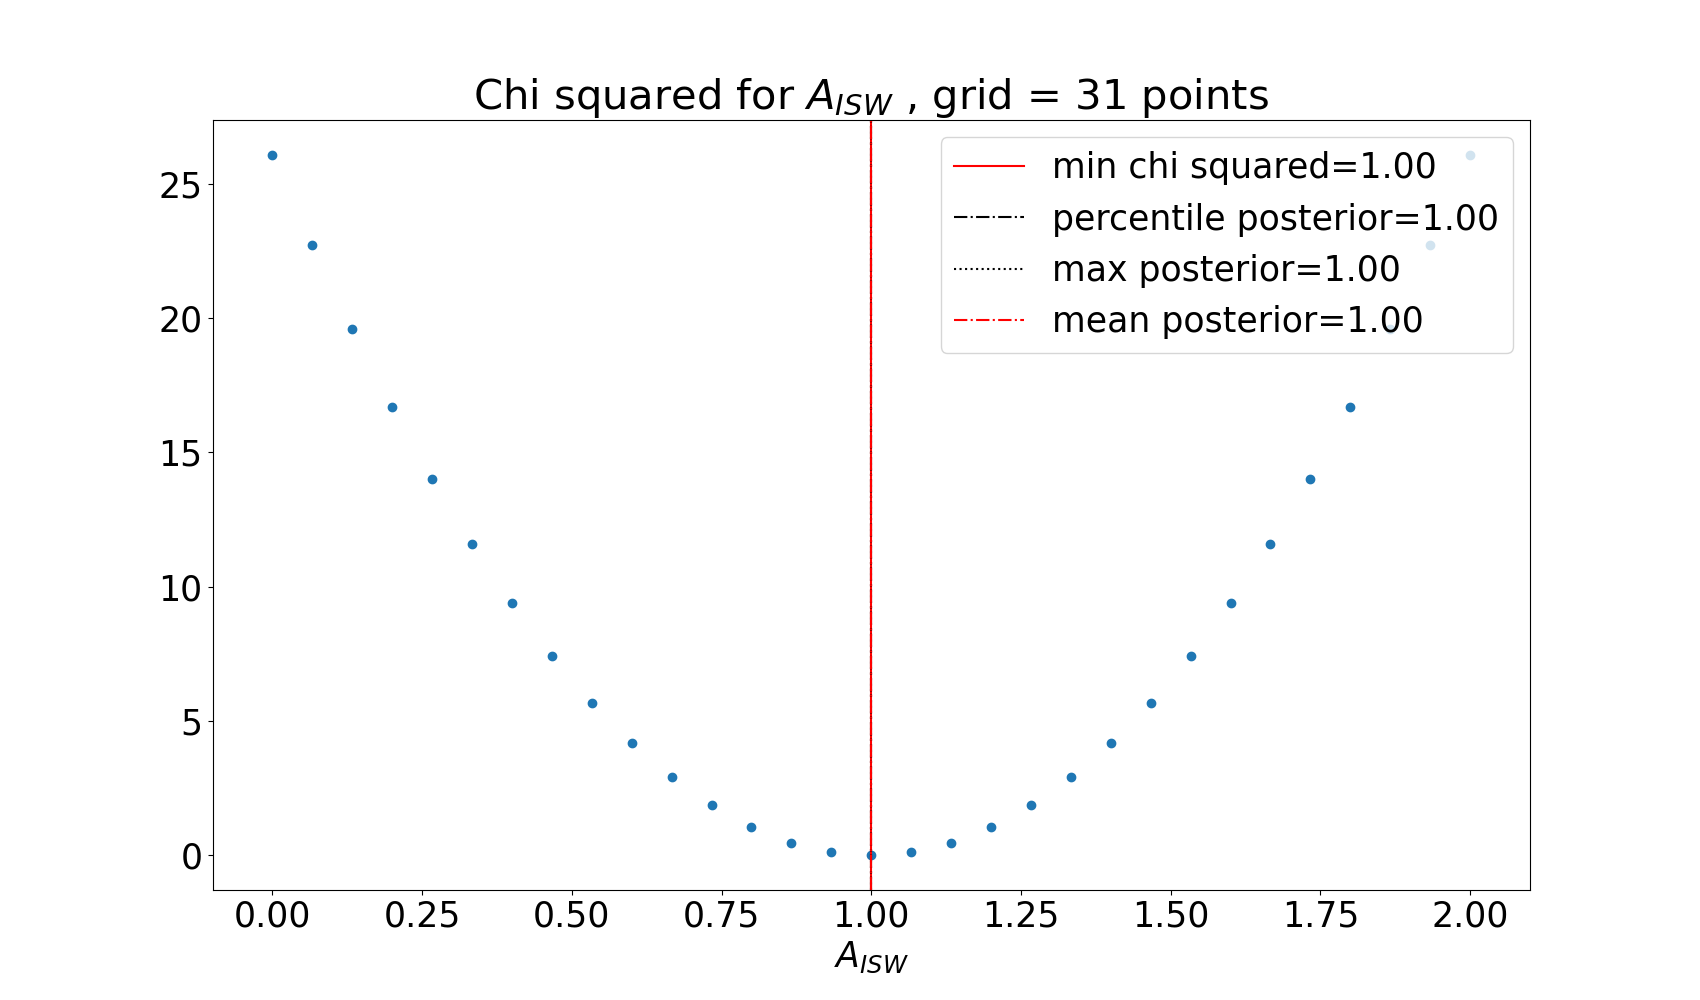 Chi squared for A_ISW , grid = 31 points
min chi squared=1.00
percentile posterior=1.00
max posterior=1.00
mean posterior=1.00
25
20
15
10
5
0
0.00 0.25 0.50 0.75 1.00 1.25 1.50 1.75 2.00
A_ISW